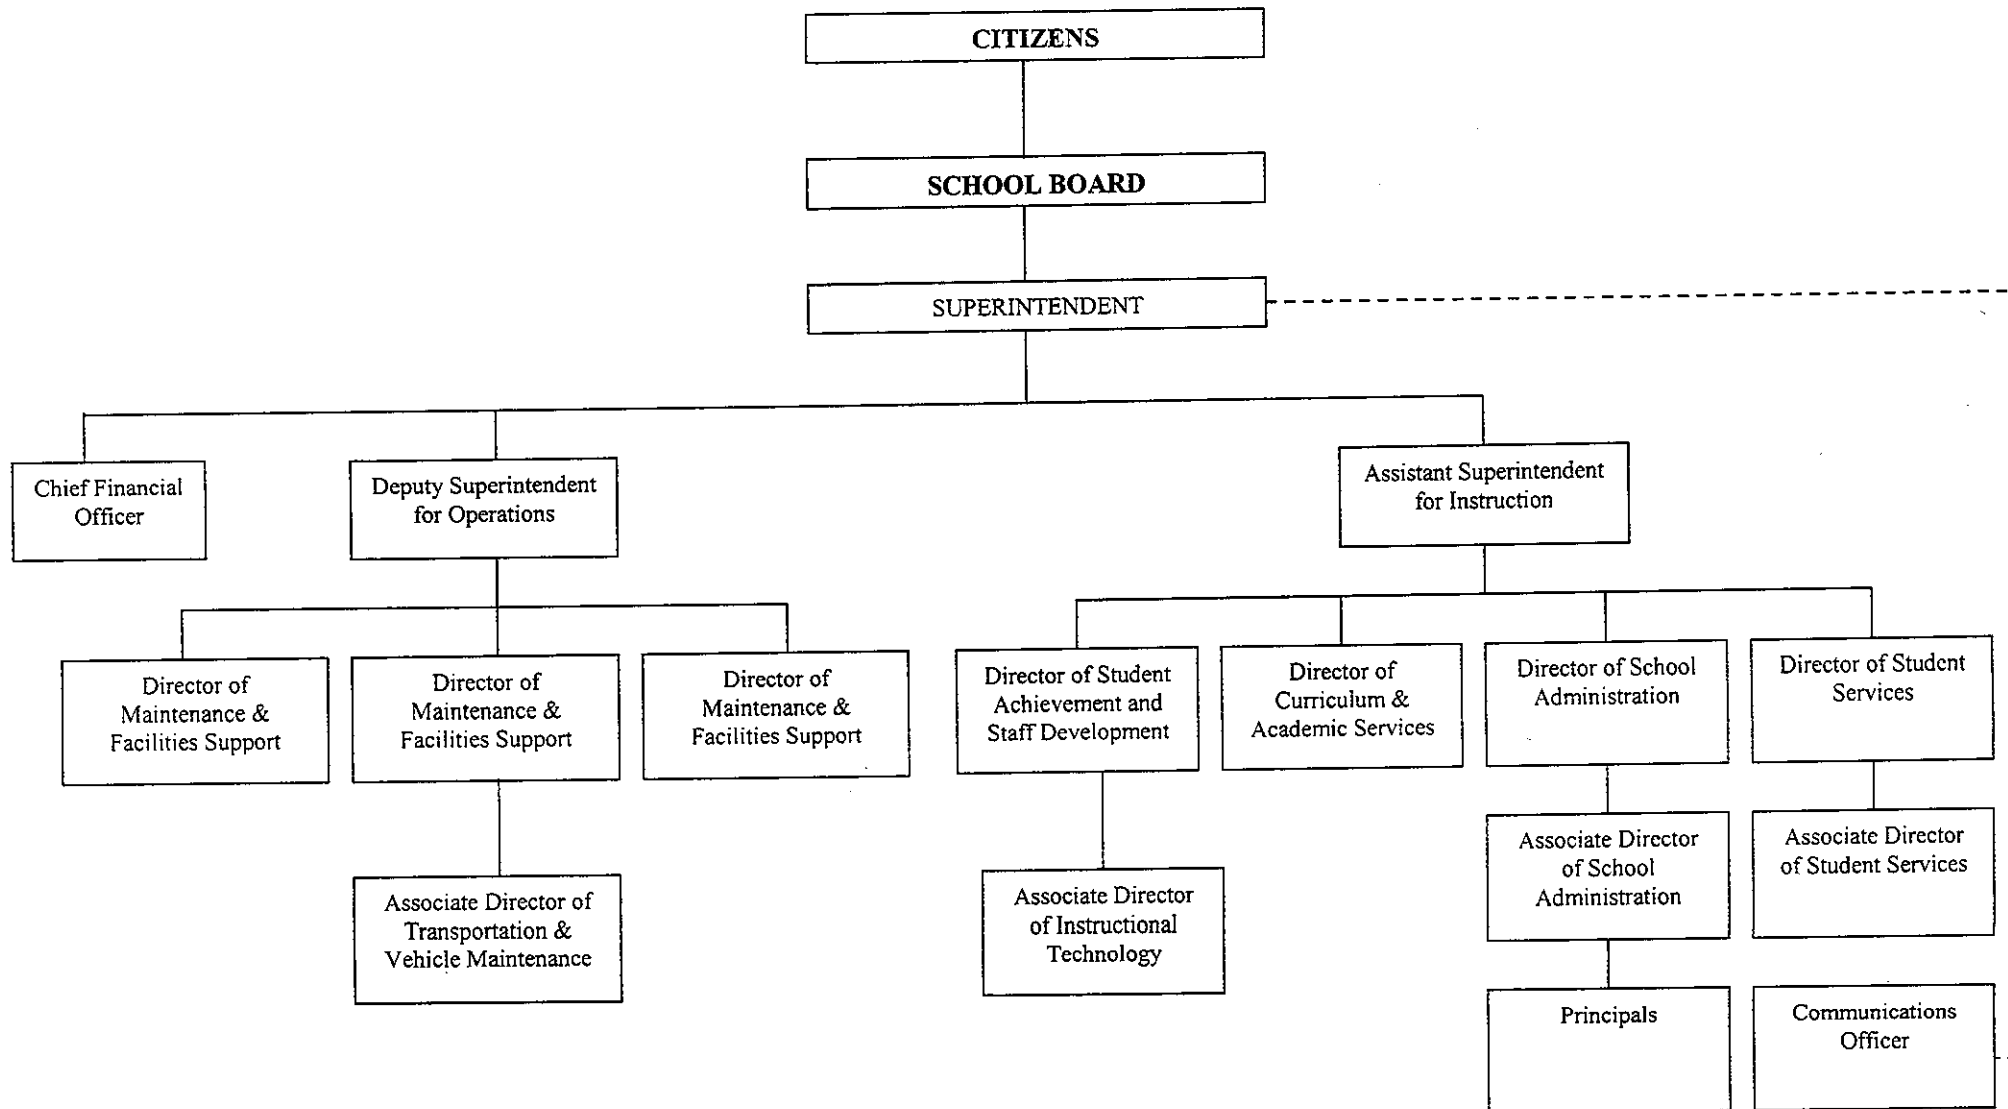 CITIZENS
SCHOOL BOARD
SUPERINTENDENT
Chief Financial
Officer
Deputy Superintendent
for Operations
Assistant Superintendent
for Instruction
Director of
Maintenance &
Facilities Support
Director of
Maintenance &
Facilities Support
Director of
Maintenance &
Facilities Support
Director of Student
Achievement and
Staff Development
Director of
Curriculum &
Academic Services
Director of School
Administration
Director of Student
Services
Associate Director of
Transportation &
Vehicle Maintenance
Associate Director
of Instructional
Technology
Associate Director
of School
Administration
Associate Director
of Student Services
Principals
Communications
Officer